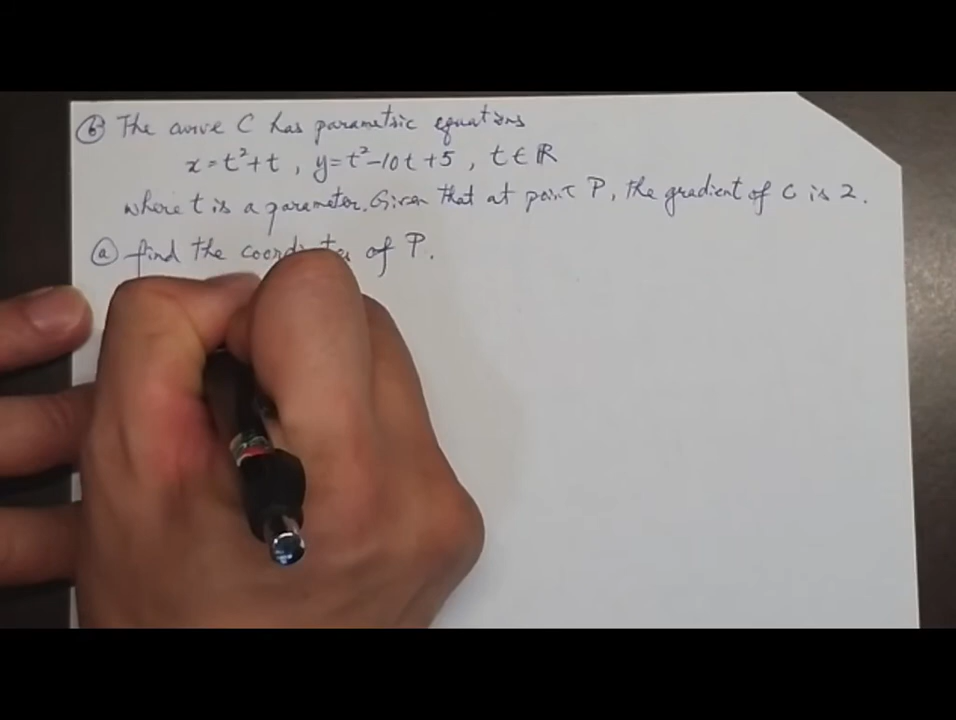 ⑥ The curve C has parametric equations
x = t²+t , y = t²-10t +5 , t ∈ ℝ
where t is a parameter. Given that at point P, the gradient of C is 2.
ⓐ find the coordinates of P.